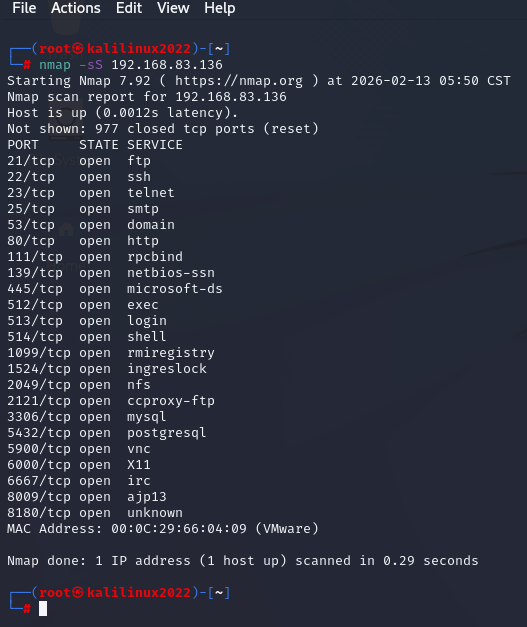 File Actions Edit View Help
┌──(root㉿kalilinux2022)-[~]
└─# nmap -sS 192.168.83.136
Starting Nmap 7.92 ( https://nmap.org ) at 2026-02-13 05:50 CST
Nmap scan report for 192.168.83.136
Host is up (0.0012s latency).
Not shown: 977 closed tcp ports (reset)
PORT     STATE SERVICE
21/tcp   open  ftp
22/tcp   open  ssh
23/tcp   open  telnet
25/tcp   open  smtp
53/tcp   open  domain
80/tcp   open  http
111/tcp  open  rpcbind
139/tcp  open  netbios-ssn
445/tcp  open  microsoft-ds
512/tcp  open  exec
513/tcp  open  login
514/tcp  open  shell
1099/tcp open  rmiregistry
1524/tcp open  ingreslock
2049/tcp open  nfs
2121/tcp open  ccproxy-ftp
3306/tcp open  mysql
5432/tcp open  postgresql
5900/tcp open  vnc
6000/tcp open  X11
6667/tcp open  irc
8009/tcp open  ajp13
8180/tcp open  unknown
MAC Address: 00:0C:29:66:04:09 (VMware)
Nmap done: 1 IP address (1 host up) scanned in 0.29 seconds
┌──(root㉿kalilinux2022)-[~]
└─#